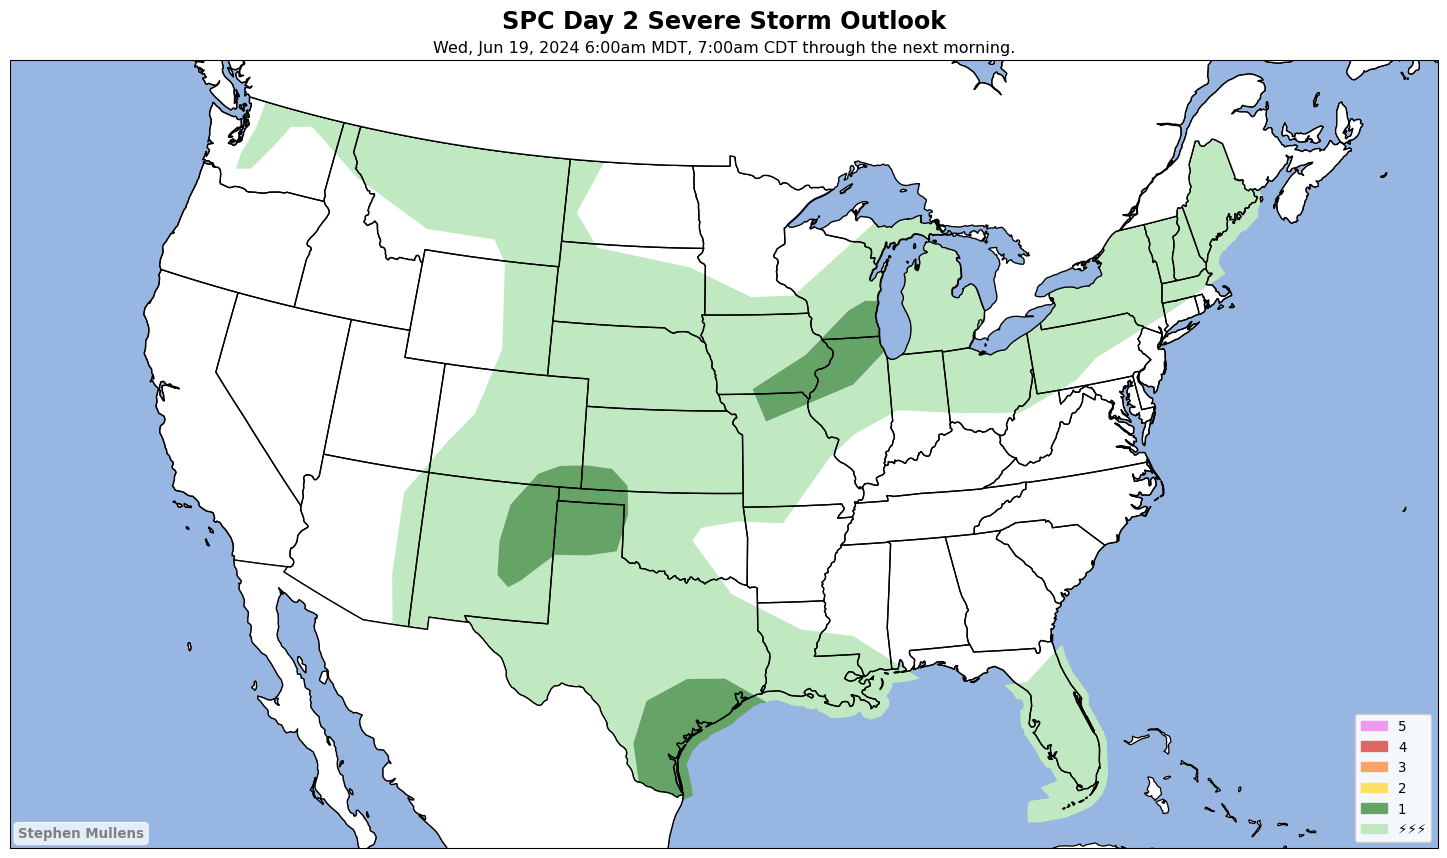 SPC Day 2 Severe Storm Outlook
Wed, Jun 19, 2024 6:00am MDT, 7:00am CDT through the next morning.
5
4
3
2
1
⚡⚡⚡
Stephen Mullens